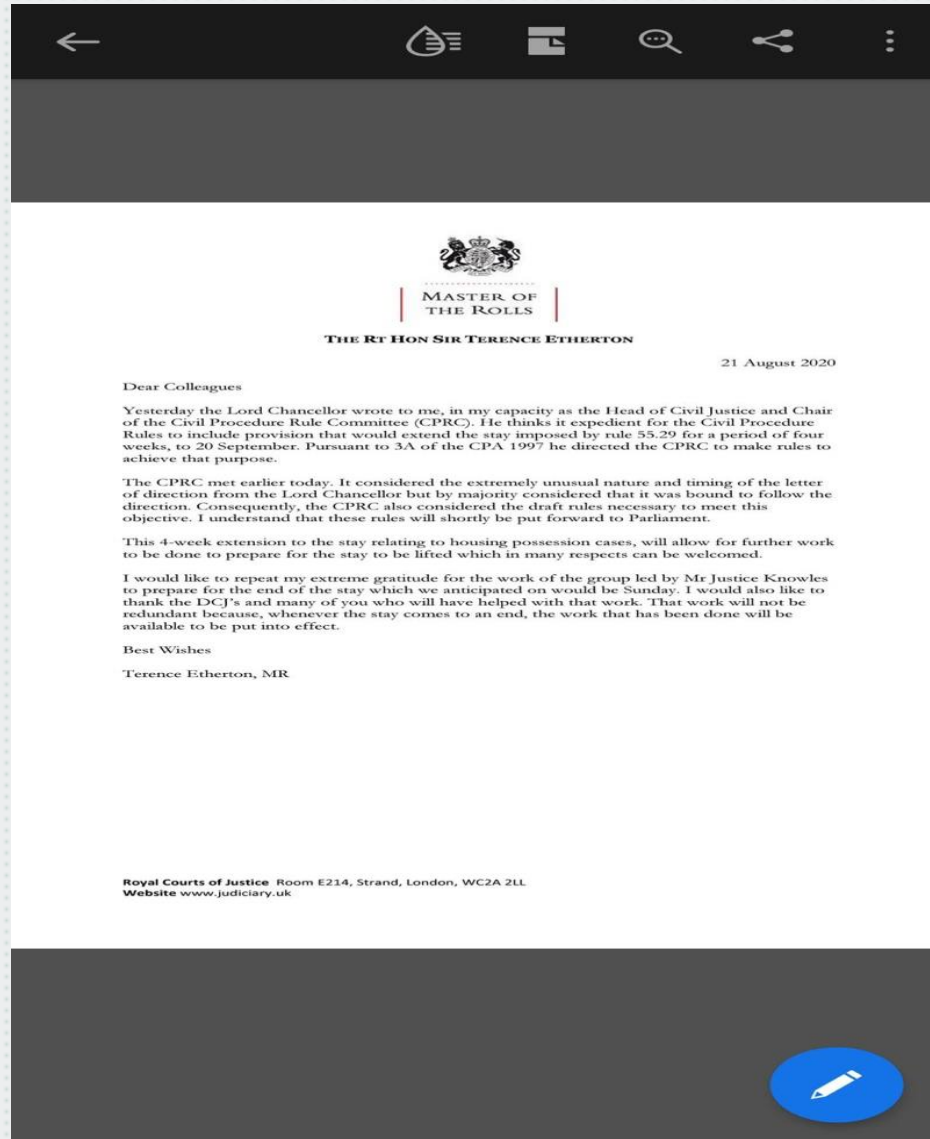 MASTER OF
THE ROLLS
THE RT HON SIR TERENCE ETHERTON
21 August 2020
Dear Colleagues
Yesterday the Lord Chancellor wrote to me, in my capacity as the Head of Civil Justice and Chair
of the Civil Procedure Rule Committee (CPRC). He thinks it expedient for the Civil Procedure
Rules to include provision that would extend the stay imposed by rule 55.29 for a period of four
weeks, to 20 September. Pursuant to 3A of the CPA 1997 he directed the CPRC to make rules to
achieve that purpose.
The CPRC met earlier today. It considered the extremely unusual nature and timing of the letter
of direction from the Lord Chancellor but by majority considered that it was bound to follow the
direction. Consequently, the CPRC also considered the draft rules necessary to meet this
objective. I understand that these rules will shortly be put forward to Parliament.
This 4-week extension to the stay relating to housing possession cases, will allow for further work
to be done to prepare for the stay to be lifted which in many respects can be welcomed.
I would like to repeat my extreme gratitude for the work of the group led by Mr Justice Knowles
to prepare for the end of the stay which we anticipated on would be Sunday. I would also like to
thank the DCJ's and many of you who will have helped with that work. That work will not be
redundant because, whenever the stay comes to an end, the work that has been done will be
available to be put into effect.
Best Wishes
Terence Etherton, MR
Royal Courts of Justice Room E214, Strand, London, WC2A 2LL
Website www.judiciary.uk